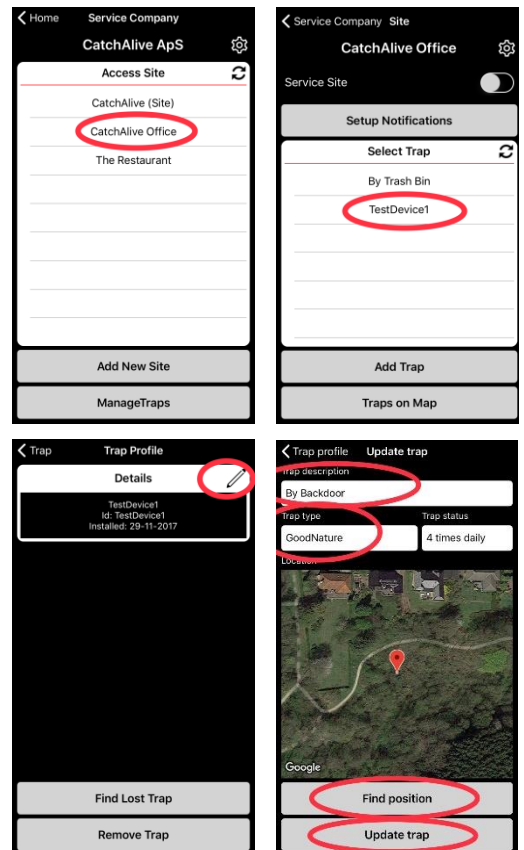 Home Service Company
CatchAlive ApS
Access Site
CatchAlive (Site)
CatchAlive Office
The Restaurant
Add New Site
ManageTraps
Service Company Site
CatchAlive Office
Service Site
Setup Notifications
Select Trap
By Trash Bin
TestDevice1
Add Trap
Traps on Map
Trap Trap Profile
Details
TestDevice1
Id: TestDevice1
Installed: 29-11-2017
Find Lost Trap
Remove Trap
Trap profile Update trap
Trap description
By Backdoor
Trap type Trap status
GoodNature 4 times daily
Location
Google
Find position
Update trap